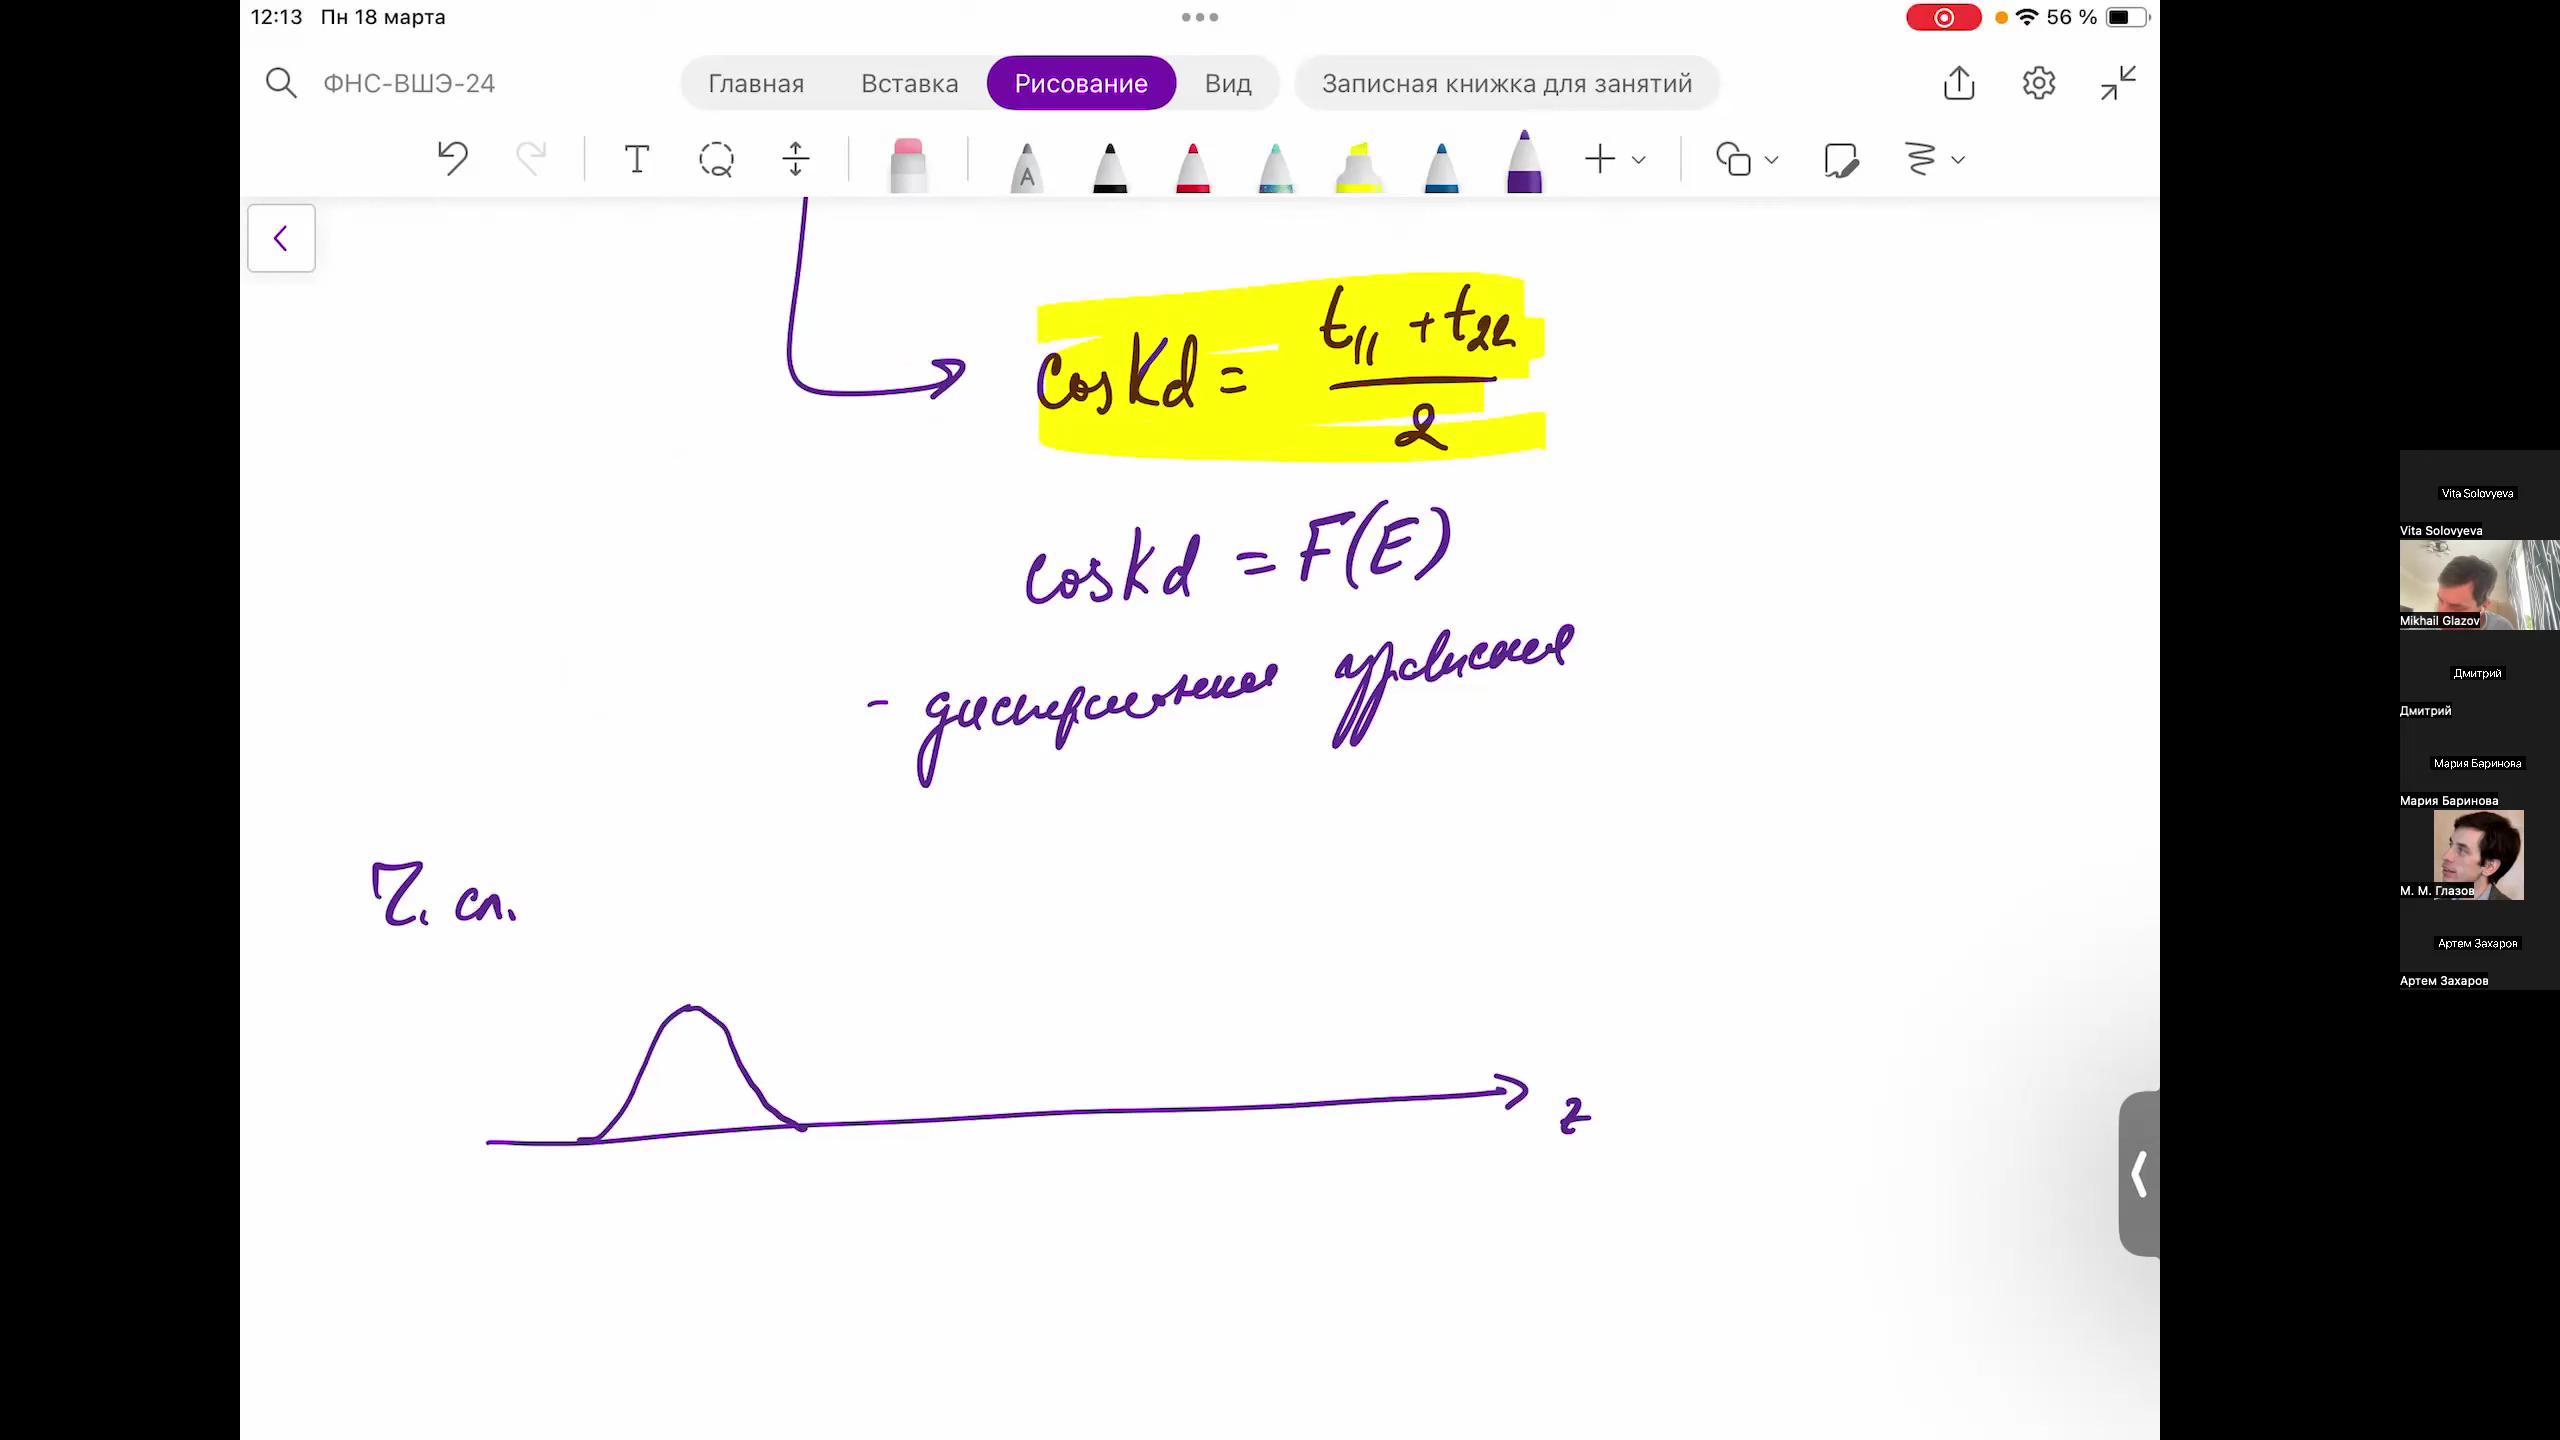 12:13 Пн 18 марта
56 %
ФНС-ВШЭ-24
Главная Вставка Рисование Вид Записная книжка для занятий
T
A
cos Kd = (t₁₁ + t₂₂) / 2
cos Kd = F(E)
- дисперсионное уравнение
Ч. сл.
z
Vita Solovyeva
Vita Solovyeva
Mikhail Glazov
Дмитрий
Дмитрий
Мария Баринова
Мария Баринова
М. М. Глазов
Артем Захаров
Артем Захаров